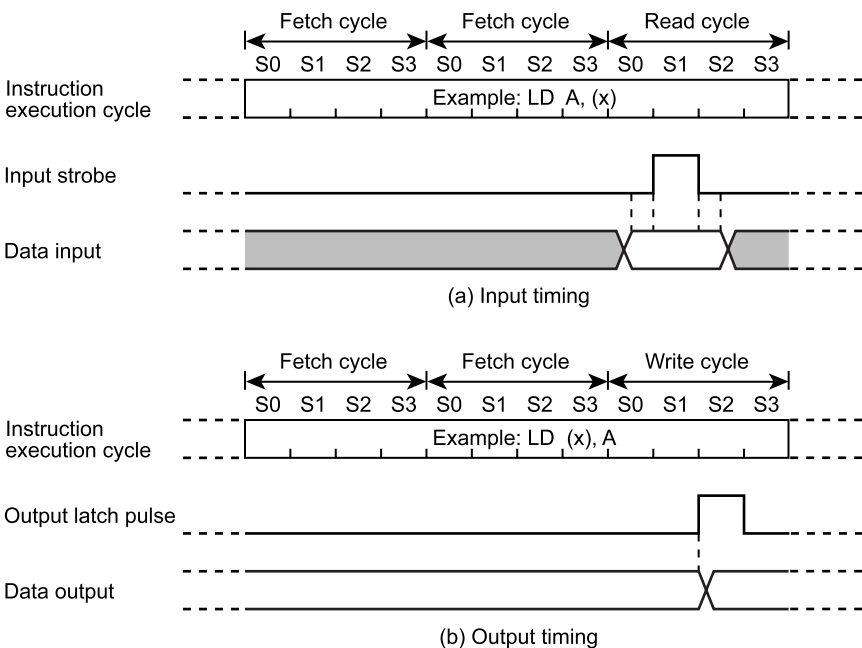 Fetch cycle Fetch cycle Read cycle
S0 S1 S2 S3 S0 S1 S2 S3 S0 S1 S2 S3
Instruction
execution cycle
Example: LD A, (x)
Input strobe
Data input
(a) Input timing
Fetch cycle Fetch cycle Write cycle
S0 S1 S2 S3 S0 S1 S2 S3 S0 S1 S2 S3
Instruction
execution cycle
Example: LD (x), A
Output latch pulse
Data output
(b) Output timing